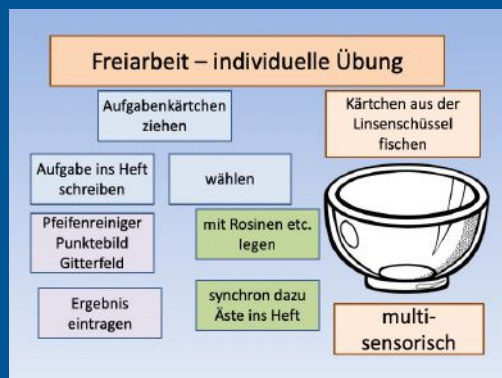 Freiarbeit – individuelle Übung
Aufgabenkärtchen
ziehen
Kärtchen aus der
Linsenschüssel
fischen
Aufgabe ins Heft
schreiben
wählen
Pfeifenreiniger
Punktebild
Gitterfeld
mit Rosinen etc.
legen
Ergebnis
eintragen
synchron dazu
Äste ins Heft
multi-
sensorisch